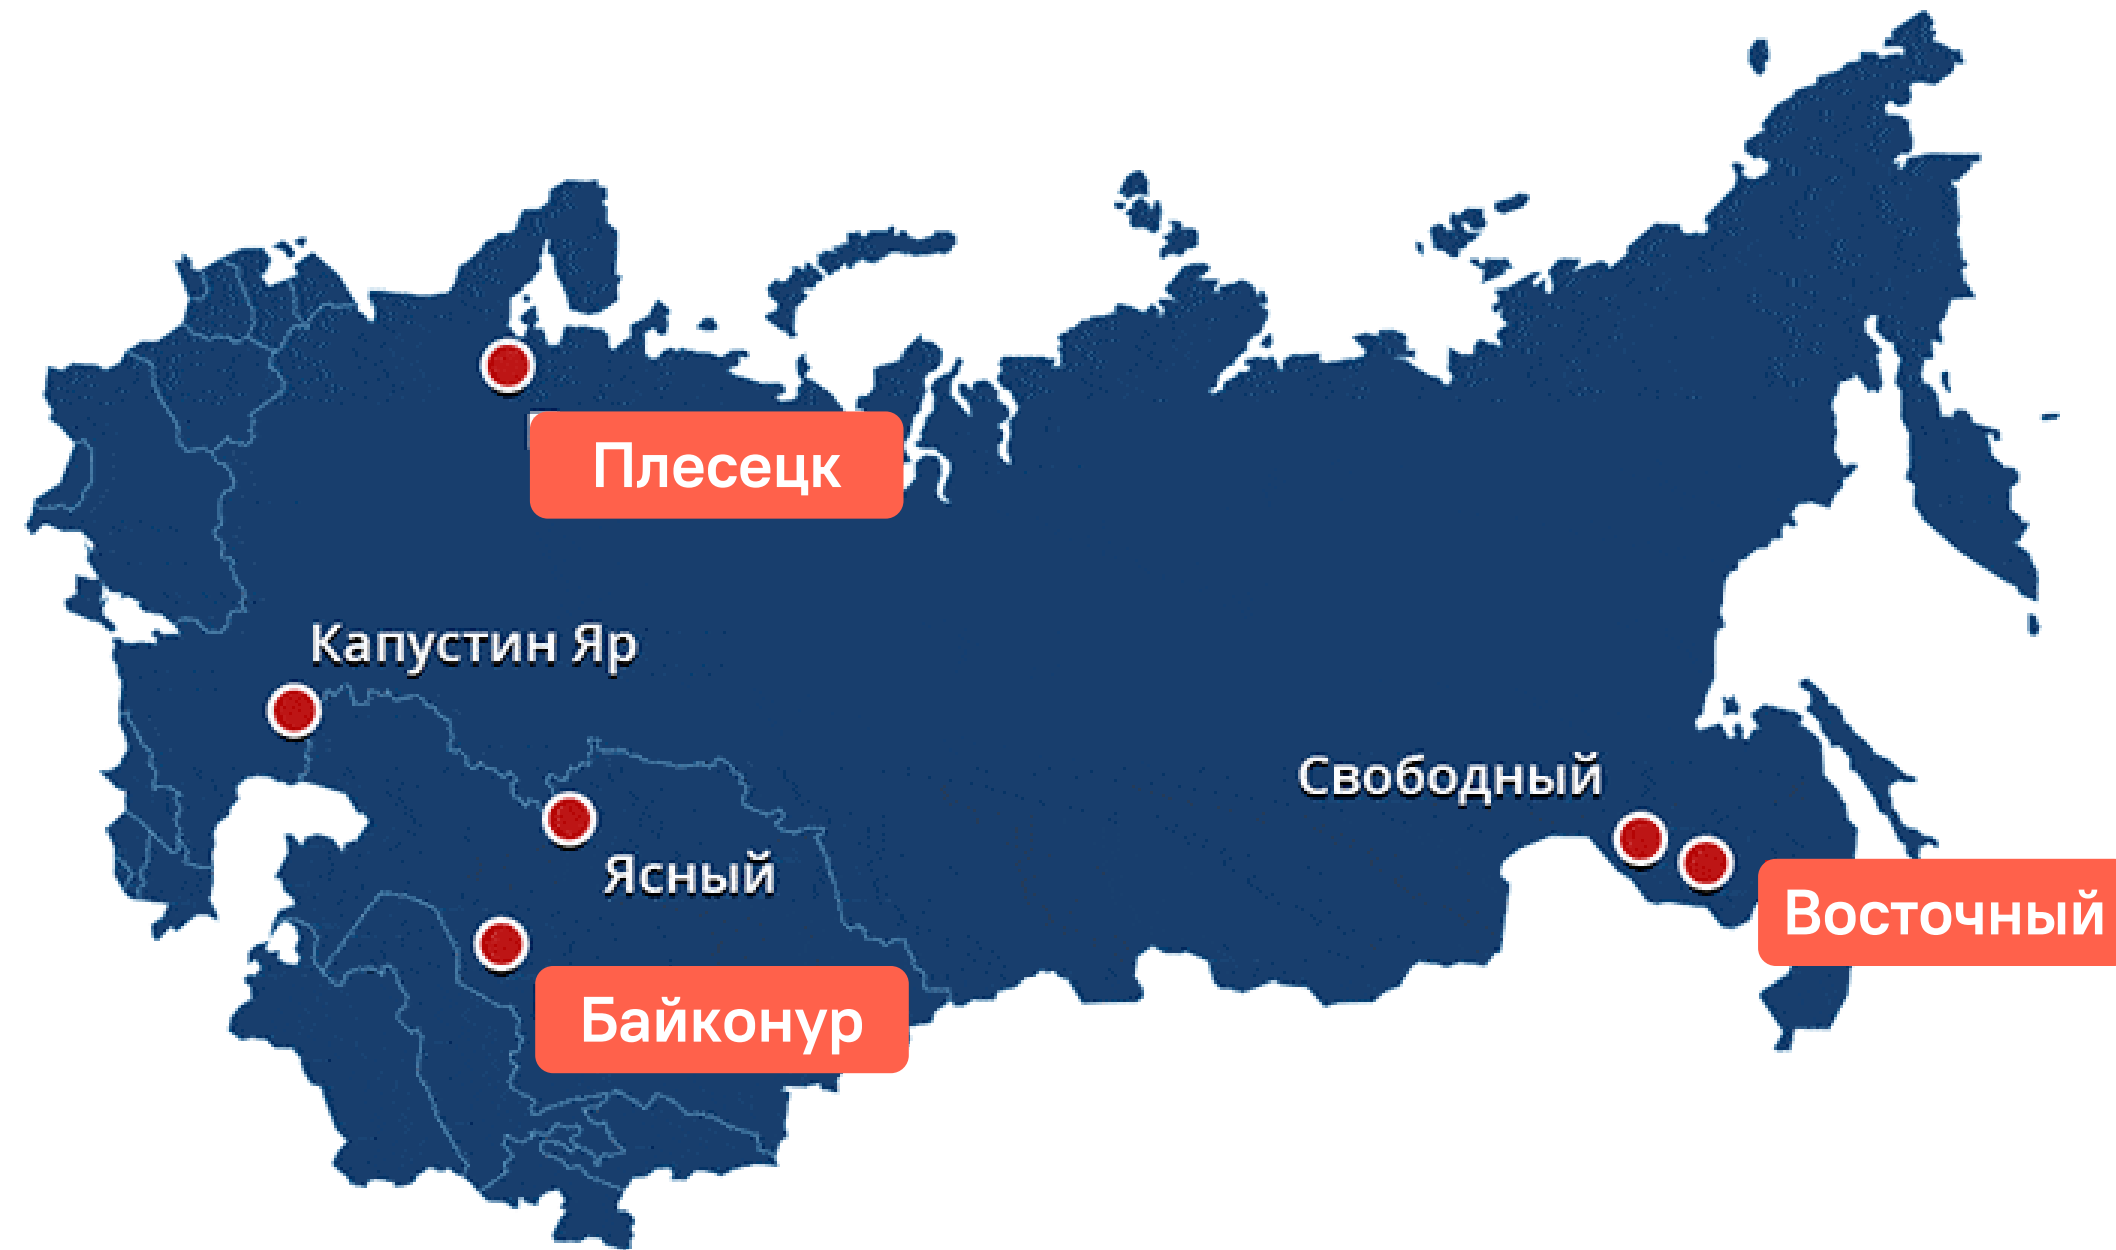 Плесецк
Капустин Яр
Свободный
Ясный
Восточный
Байконур